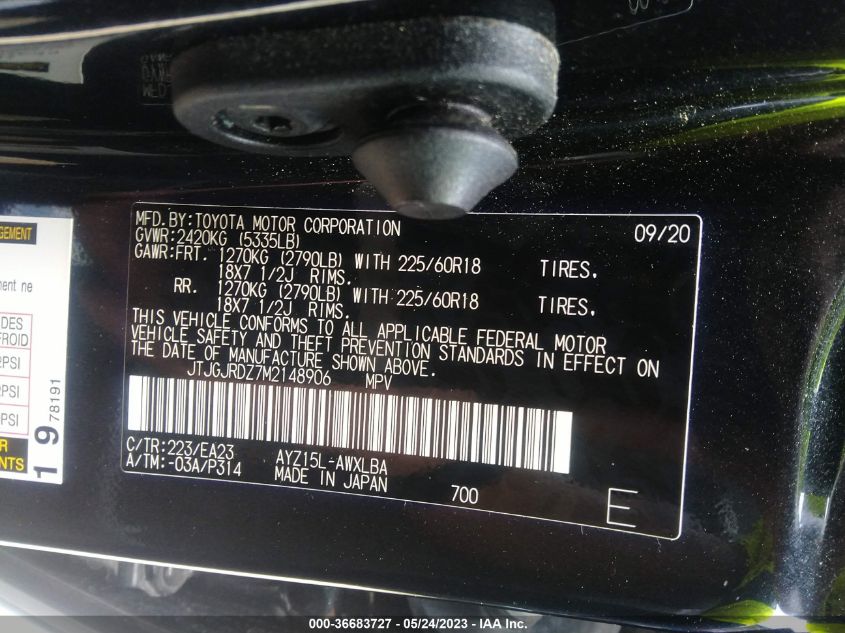 MFD.BY:TOYOTA MOTOR CORPORATION 09/20
GVWR:2420KG (5335LB)
GAWR:FRT. 1270KG (2790LB) WITH 225/60R18 TIRES.
18X7 1/2J RIMS.
RR. 1270KG (2790LB) WITH 225/60R18 TIRES.
18X7 1/2J RIMS.
THIS VEHICLE CONFORMS TO ALL APPLICABLE FEDERAL MOTOR
VEHICLE SAFETY AND THEFT PREVENTION STANDARDS IN EFFECT ON
THE DATE OF MANUFACTURE SHOWN ABOVE.
JTJGJRDZ7M2148906 MPV
C/TR:223/EA23 AYZ15L-AWXLBA
A/TM:-03A/P314 MADE IN JAPAN 700 E
GEMENT
ment ne
DES
FROID
PSI
PSI
PSI
R
NTS
19 78191
000-36683727 - 05/24/2023 - IAA Inc.